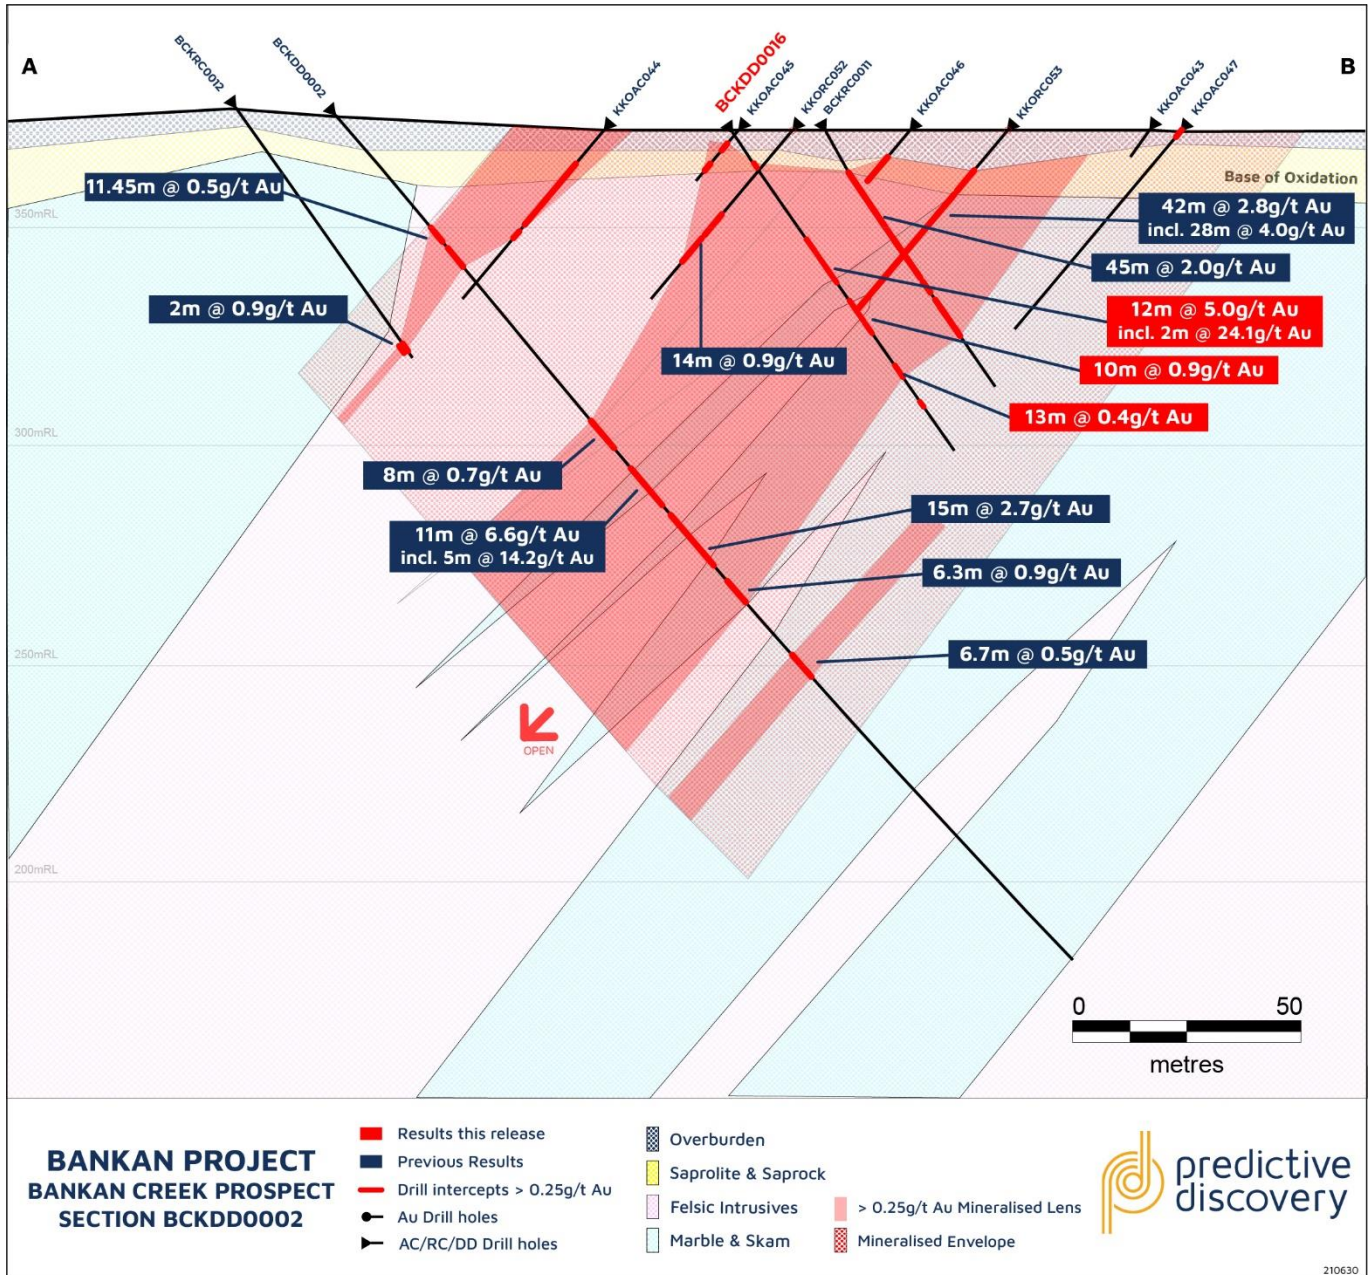 A
B
BCKRC0012
BCKDD0002
KKOAC044
BCKDD0016
KKOAC045
KKORC052
BCKRC0011
KKOAC046
KKORC053
KKOAC043
KKOAC047
Base of Oxidation
350mRL
300mRL
250mRL
200mRL
11.45m @ 0.5g/t Au
2m @ 0.9g/t Au
42m @ 2.8g/t Au
incl. 28m @ 4.0g/t Au
45m @ 2.0g/t Au
12m @ 5.0g/t Au
incl. 2m @ 24.1g/t Au
14m @ 0.9g/t Au
10m @ 0.9g/t Au
13m @ 0.4g/t Au
8m @ 0.7g/t Au
11m @ 6.6g/t Au
incl. 5m @ 14.2g/t Au
15m @ 2.7g/t Au
6.3m @ 0.9g/t Au
6.7m @ 0.5g/t Au
OPEN
0 50
metres
BANKAN PROJECT
BANKAN CREEK PROSPECT
SECTION BCKDD0002
Results this release
Previous Results
Drill intercepts > 0.25g/t Au
Au Drill holes
AC/RC/DD Drill holes
Overburden
Saprolite & Saprock
Felsic Intrusives
Marble & Skam
> 0.25g/t Au Mineralised Lens
Mineralised Envelope
predictive
discovery
210630